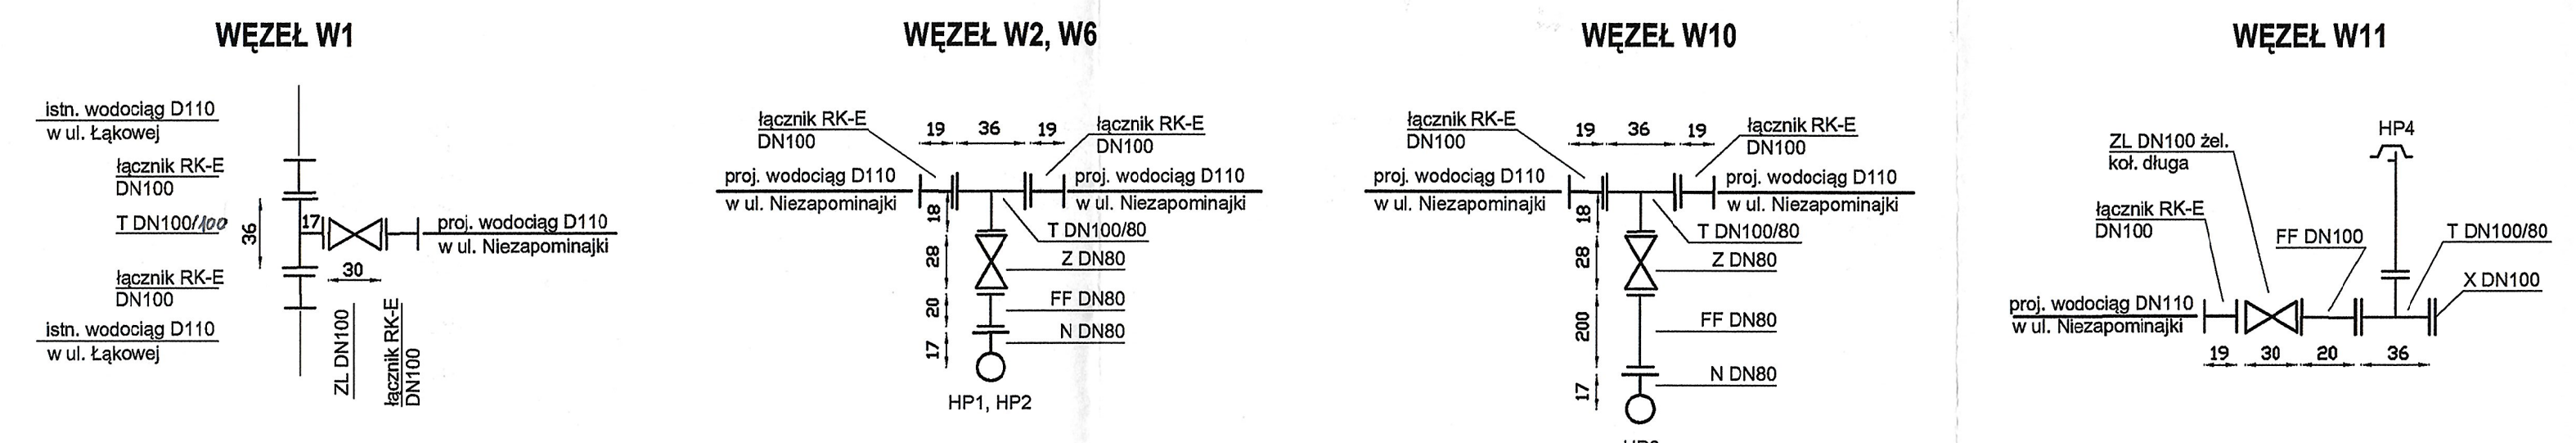 WĘZEŁ W1
istn. wodociąg D110
w ul. Łąkowej
łącznik RK-E
DN100
T DN100/100
36
17
proj. wodociąg D110
w ul. Niezapominajki
30
łącznik RK-E
DN100
istn. wodociąg D110
w ul. Łąkowej
ZL DN100
łącznik RK-E
DN100
WĘZEŁ W2, W6
łącznik RK-E
DN100
19
36
19
łącznik RK-E
DN100
proj. wodociąg D110
w ul. Niezapominajki
proj. wodociąg D110
w ul. Niezapominajki
18
T DN100/80
28
Z DN80
20
FF DN80
17
N DN80
HP1, HP2
WĘZEŁ W10
łącznik RK-E
DN100
19
36
19
łącznik RK-E
DN100
proj. wodociąg D110
w ul. Niezapominajki
proj. wodociąg D110
w ul. Niezapominajki
18
T DN100/80
28
Z DN80
200
FF DN80
17
N DN80
WĘZEŁ W11
HP4
ZL DN100 żel.
koł. długa
łącznik RK-E
DN100
FF DN100
T DN100/80
X DN100
proj. wodociąg DN110
w ul. Niezapominajki
19
30
20
36